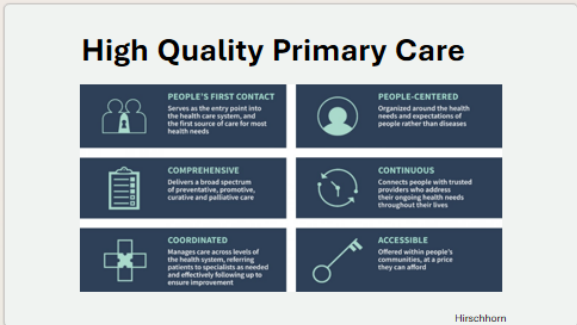 High Quality Primary Care
PEOPLE'S FIRST CONTACT
Serves as the entry point into
the health care system, and
the first source of care for most
health needs
PEOPLE-CENTERED
Organized around the health
needs and expectations of
people rather than diseases
COMPREHENSIVE
Delivers a broad spectrum
of preventative, promotive,
curative and palliative care
CONTINUOUS
Connects people with trusted
providers who address
their ongoing health needs
throughout their lives
COORDINATED
Manages care across levels of
the health system, referring
patients to specialists as needed
and effectively following up to
ensure improvement
ACCESSIBLE
Offered within people's
communities, at a price
they can afford
Hirschhorn